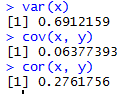 > var(x)
[1] 0.6912159
> cov(x, y)
[1] 0.06377393
> cor(x, y)
[1] 0.2761756